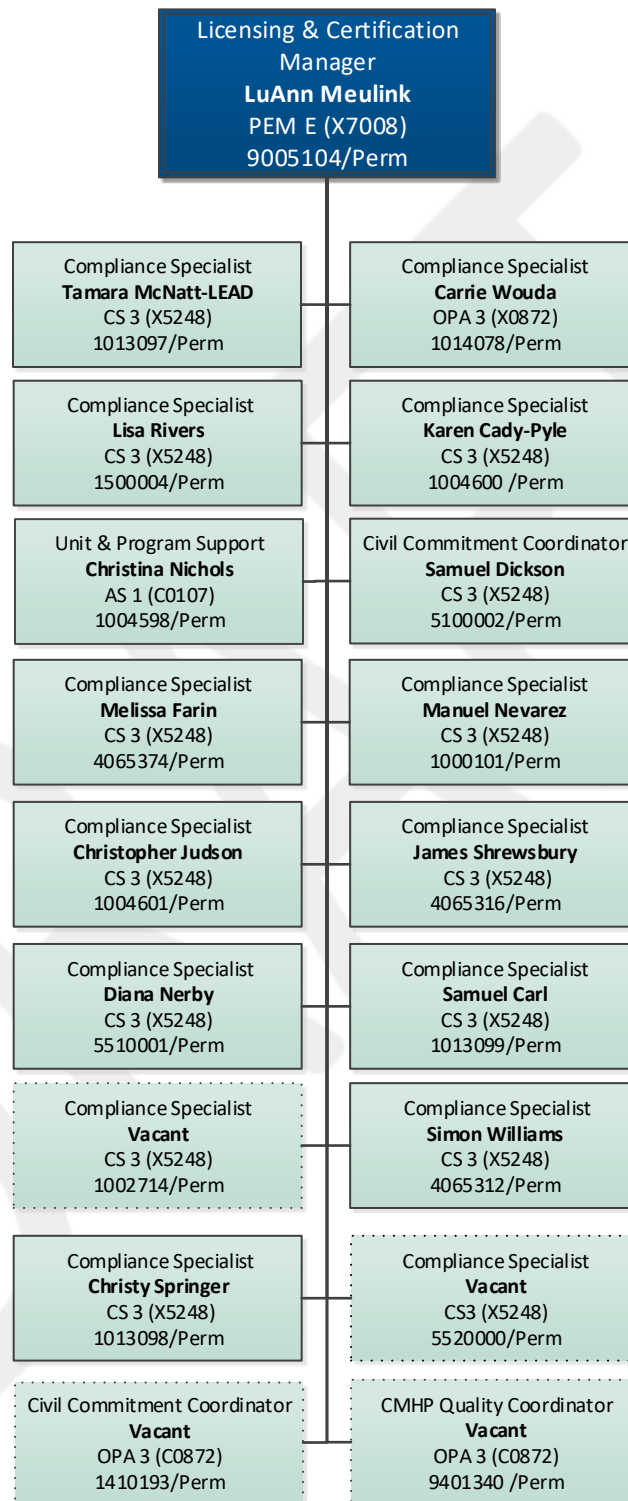 Licensing & Certification
Manager
LuAnn Meulink
PEM E (X7008)
9005104/Perm
Compliance Specialist
Tamara McNatt-LEAD
CS 3 (X5248)
1013097/Perm
Compliance Specialist
Carrie Wouda
OPA 3 (X0872)
1014078/Perm
Compliance Specialist
Lisa Rivers
CS 3 (X5248)
1500004/Perm
Compliance Specialist
Karen Cady-Pyle
CS 3 (X5248)
1004600 /Perm
Unit & Program Support
Christina Nichols
AS 1 (C0107)
1004598/Perm
Civil Commitment Coordinator
Samuel Dickson
CS 3 (X5248)
5100002/Perm
Compliance Specialist
Melissa Farin
CS 3 (X5248)
4065374/Perm
Compliance Specialist
Manuel Nevarez
CS 3 (X5248)
1000101/Perm
Compliance Specialist
Christopher Judson
CS 3 (X5248)
1004601/Perm
Compliance Specialist
James Shrewsbury
CS 3 (X5248)
4065316/Perm
Compliance Specialist
Diana Nerby
CS 3 (X5248)
5510001/Perm
Compliance Specialist
Samuel Carl
CS 3 (X5248)
1013099/Perm
Compliance Specialist
Vacant
CS 3 (X5248)
1002714/Perm
Compliance Specialist
Simon Williams
CS 3 (X5248)
4065312/Perm
Compliance Specialist
Christy Springer
CS 3 (X5248)
1013098/Perm
Compliance Specialist
Vacant
CS3 (X5248)
5520000/Perm
Civil Commitment Coordinator
Vacant
OPA 3 (C0872)
1410193/Perm
CMHP Quality Coordinator
Vacant
OPA 3 (C0872)
9401340 /Perm